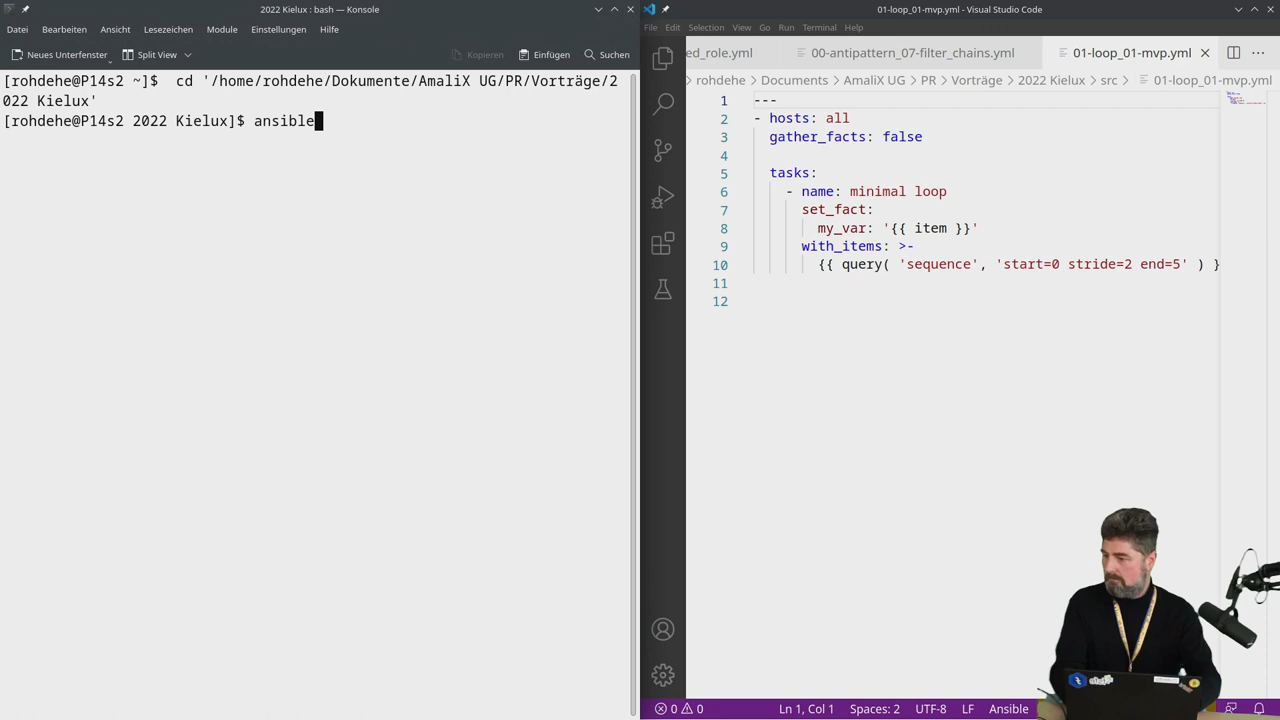 2022 Kielux : bash — Konsole
Datei Bearbeiten Ansicht Lesezeichen Module Einstellungen Hilfe
Neues Unterfenster Split View Kopieren Einfügen Suchen
[rohdehe@P14s2 ~]$  cd '/home/rohdehe/Dokumente/AmaliX UG/PR/Vorträge/2
022 Kielux'
[rohdehe@P14s2 2022 Kielux]$ ansible
01-loop_01-mvp.yml - Visual Studio Code
File Edit Selection View Go Run Terminal Help
ed_role.yml 00-antipattern_07-filter_chains.yml 01-loop_01-mvp.yml
rohdehe > Documents > AmaliX UG > PR > Vorträge > 2022 Kielux > src > 01-loop_01-mvp.yml
1 ---
2 - hosts: all
3 gather_facts: false
4
5 tasks:
6 - name: minimal loop
7 set_fact:
8 my_var: '{{ item }}'
9 with_items: >-
10 {{ query( 'sequence', 'start=0 stride=2 end=5' ) }
11
12
0 0 Ln 1, Col 1 Spaces: 2 UTF-8 LF Ansible